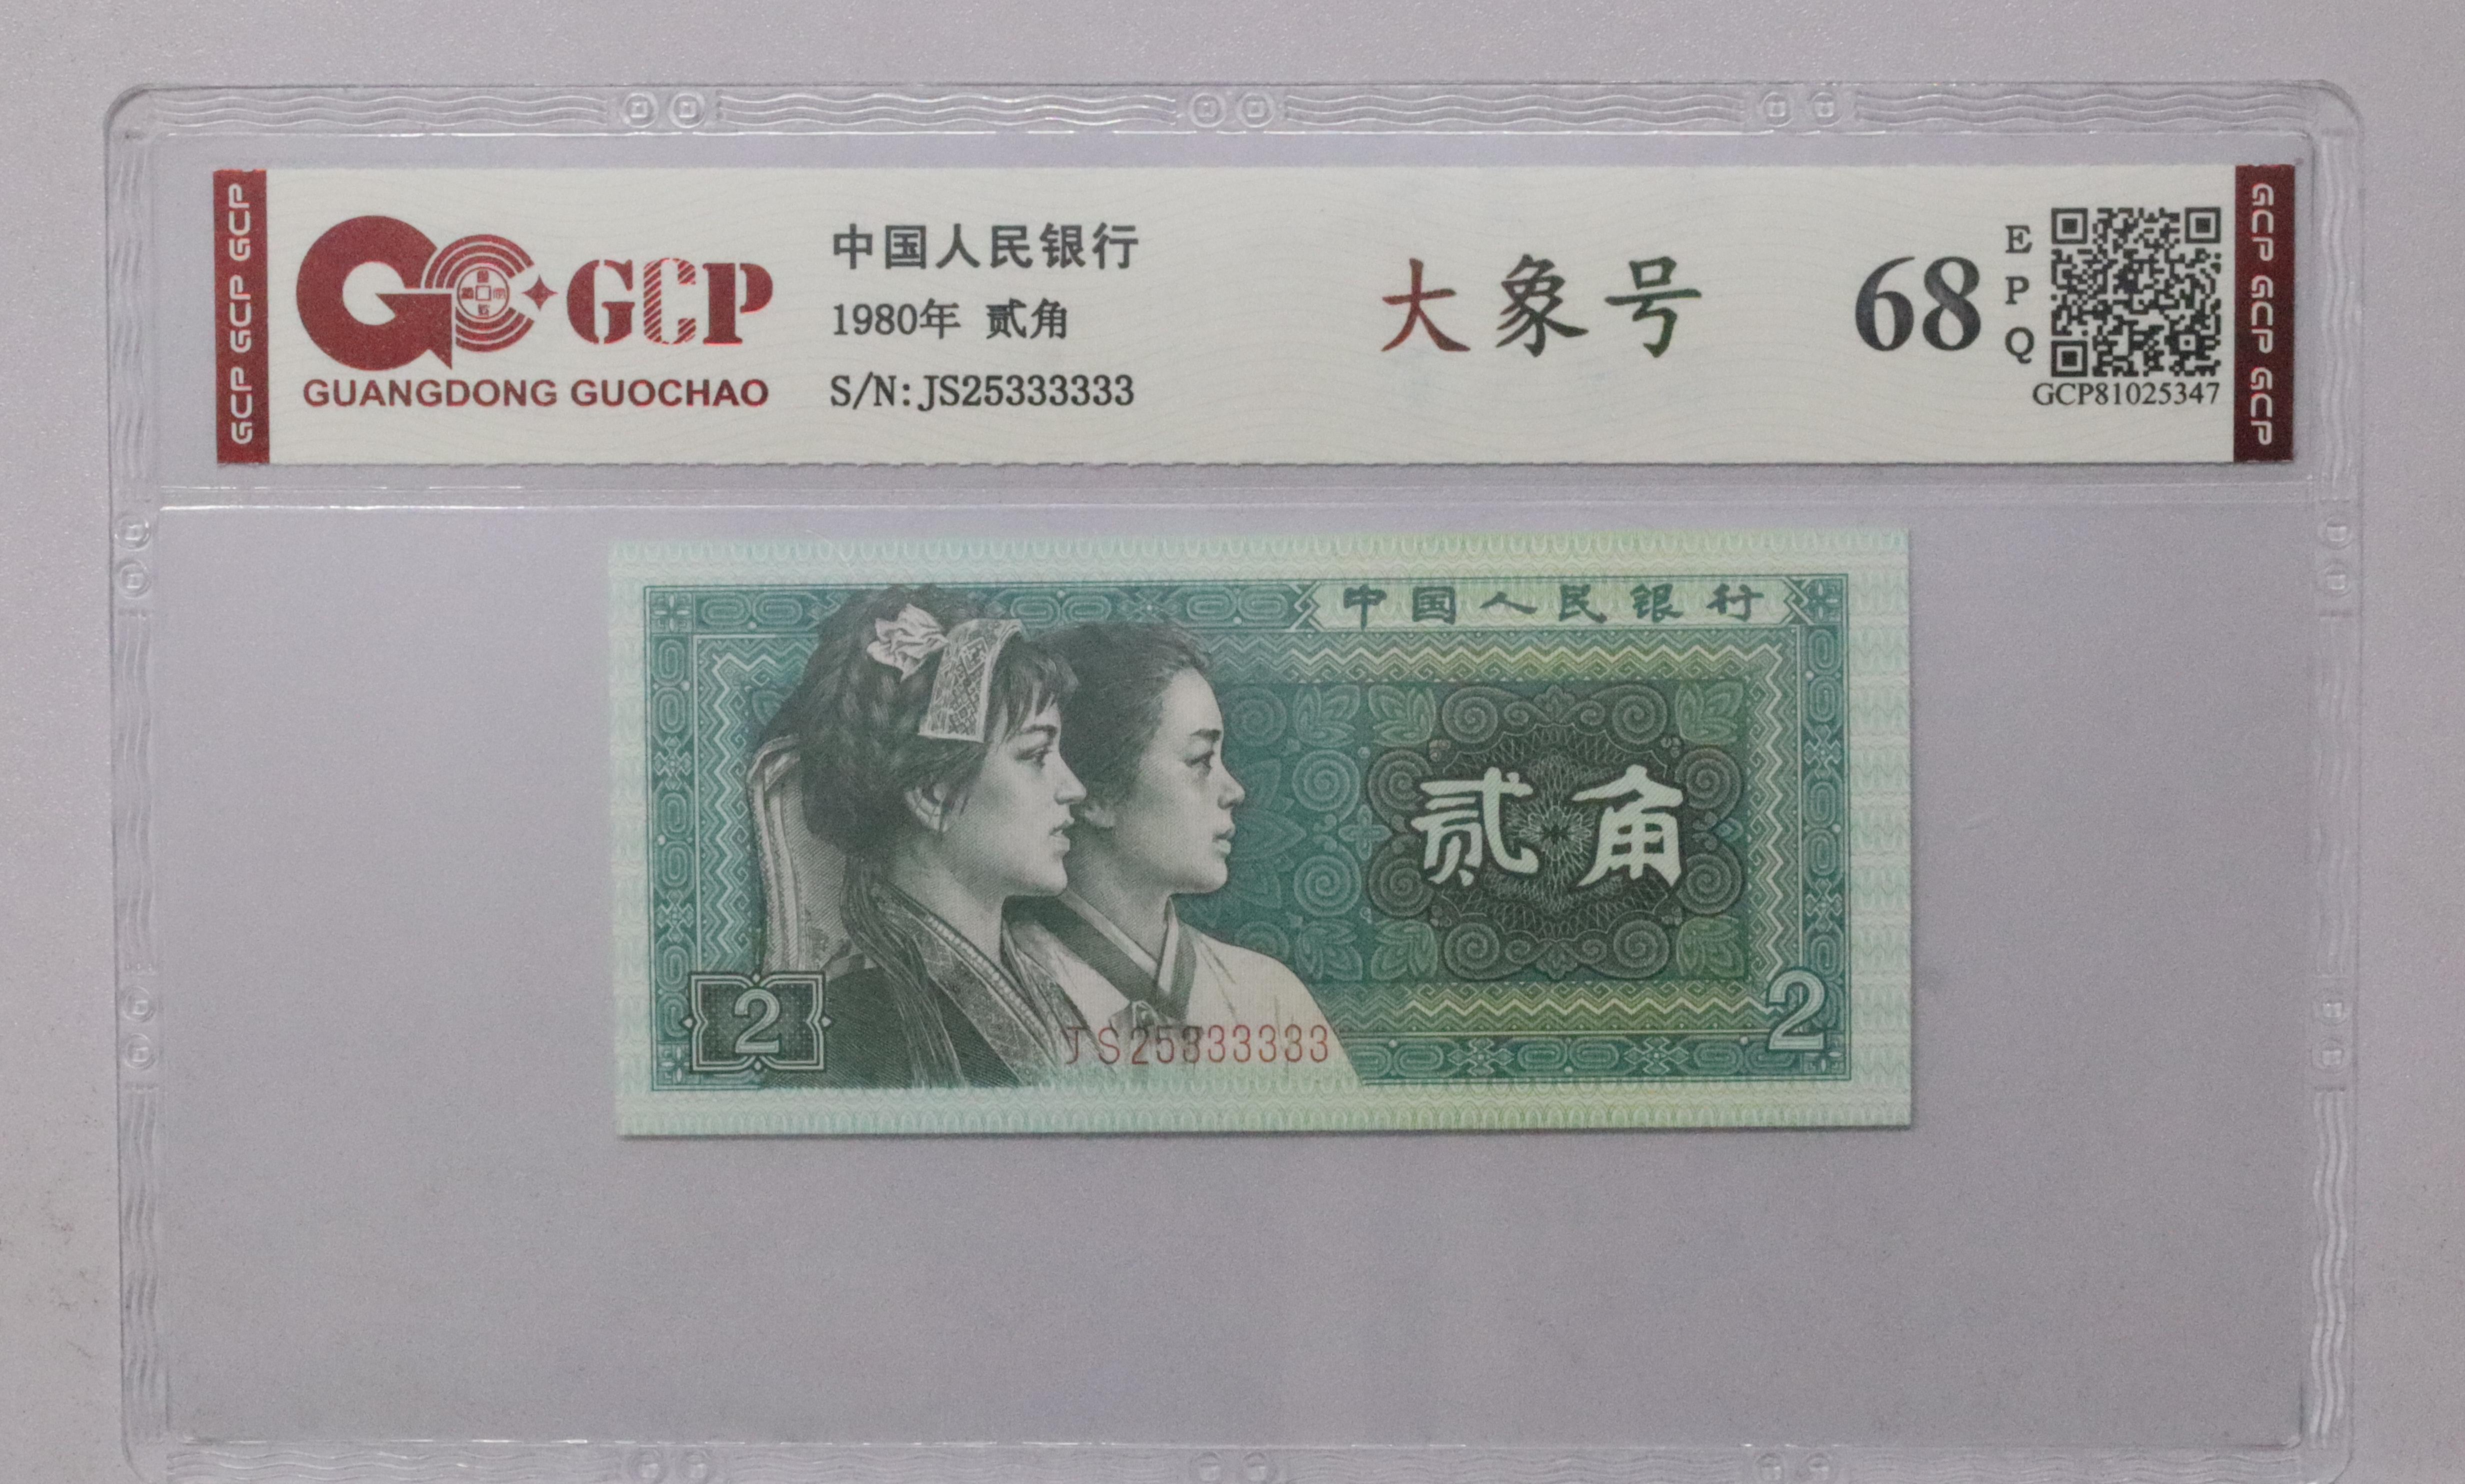 GCP GCP GCP
GCP
GUANGDONG GUOCHAO
中国人民银行
1980年 贰角
S/N: JS25333333
大象号
68
E
P
Q
GCP81025347
GCP GCP GCP
中国人民银行
贰角
2
JS25333333
2